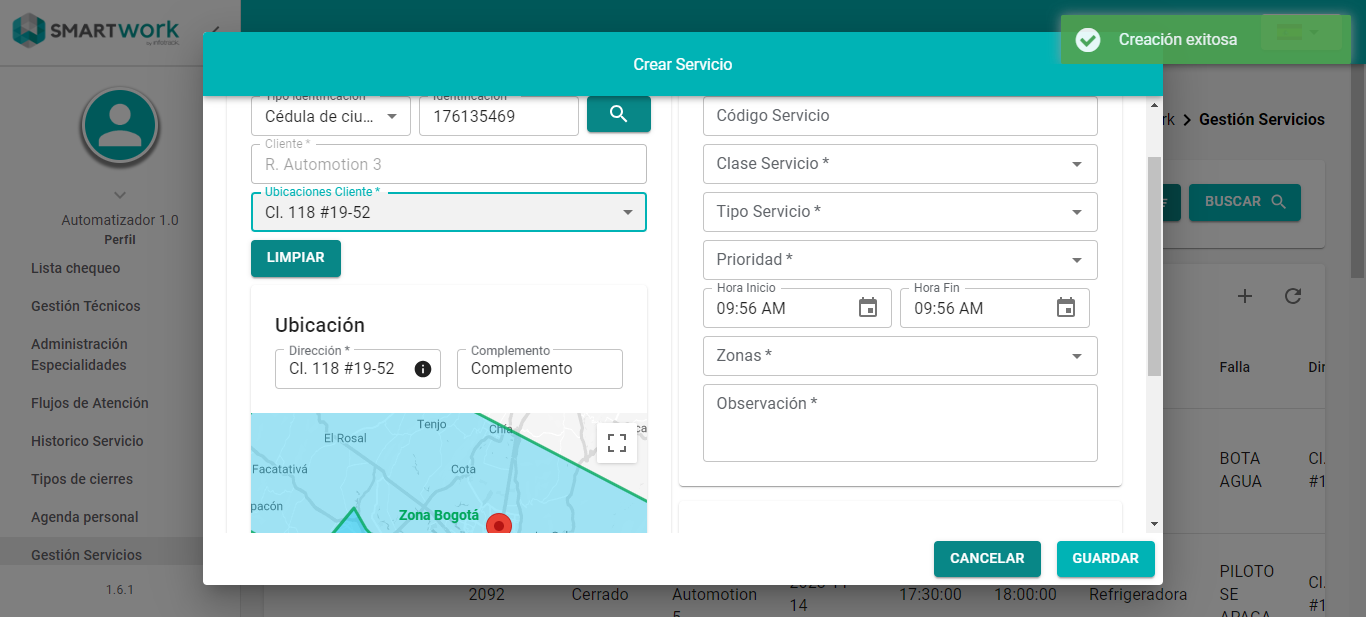 SMARTWORK
by infotrack
Creación exitosa
Crear Servicio
Gestión Servicios
Automatizador 1.0
Perfil
Lista chequeo
Gestión Técnicos
Administración
Especialidades
Flujos de Atención
Historico Servicio
Tipos de cierres
Agenda personal
Gestión Servicios
1.6.1
Tipo Identificación
Cédula de ciu...
Identificación
176135469
Cliente *
R. Automotion 3
Ubicaciones Cliente *
Cl. 118 #19-52
LIMPIAR
Ubicación
Dirección *
Cl. 118 #19-52
Complemento
Complemento
Tenjo
El Rosal
Chía
Facatativá
Cota
pacón
Zona Bogotá
Código Servicio
Clase Servicio *
Tipo Servicio *
Prioridad *
Hora Inicio
09:56 AM
Hora Fin
09:56 AM
Zonas *
Observación *
CANCELAR
GUARDAR
BUSCAR
Falla
BOTA
AGUA
PILOTO
SE
2092
Cerrado
Automotion
14
17:30:00
18:00:00
Refrigeradora